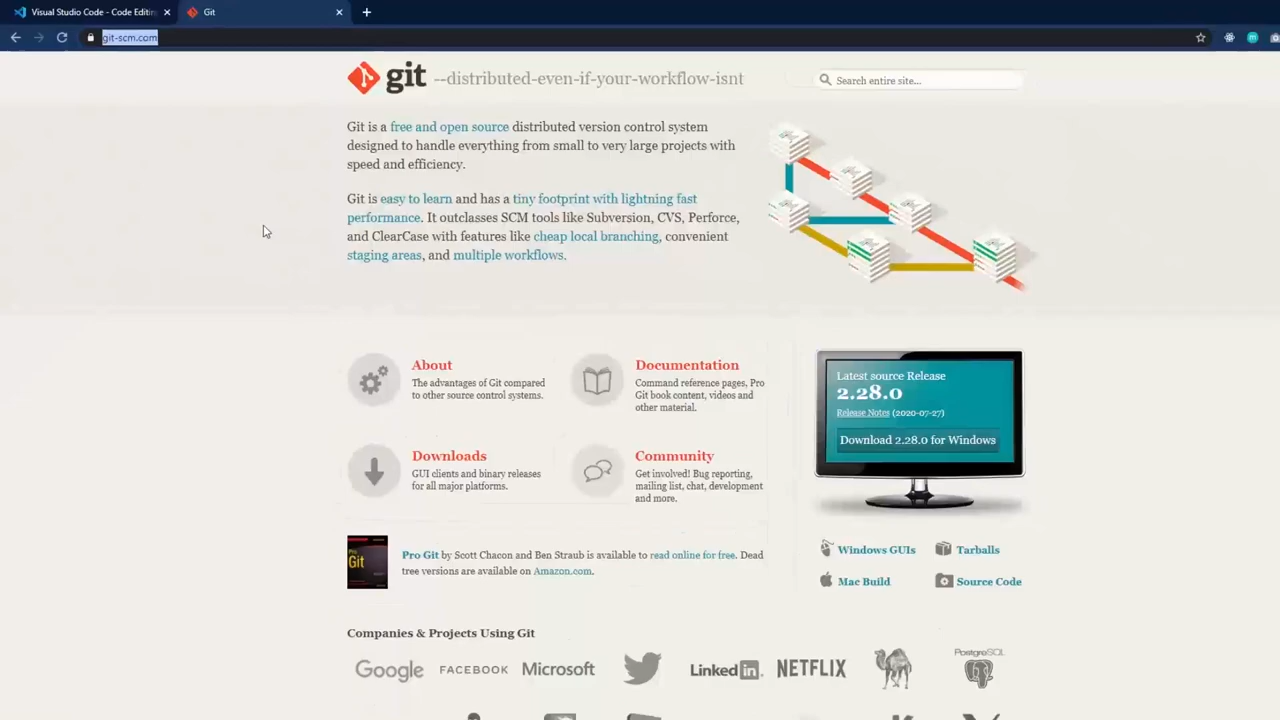 Visual Studio Code - Code Editin
Git
git-scm.com
git --distributed-even-if-your-workflow-isnt
Search entire site...
Git is a free and open source distributed version control system
designed to handle everything from small to very large projects with
speed and efficiency.
Git is easy to learn and has a tiny footprint with lightning fast
performance. It outclasses SCM tools like Subversion, CVS, Perforce,
and ClearCase with features like cheap local branching, convenient
staging areas, and multiple workflows.
About
The advantages of Git compared
to other source control systems.
Documentation
Command reference pages, Pro
Git book content, videos and
other material.
Downloads
GUI clients and binary releases
for all major platforms.
Community
Get involved! Bug reporting,
mailing list, chat, development
and more.
Latest source Release
2.28.0
Release Notes (2020-07-27)
Download 2.28.0 for Windows
Windows GUIs
Tarballs
Mac Build
Source Code
Pro Git
Pro Git by Scott Chacon and Ben Straub is available to read online for free. Dead
tree versions are available on Amazon.com.
Companies & Projects Using Git
Google FACEBOOK Microsoft LinkedIn NETFLIX PostgreSQL